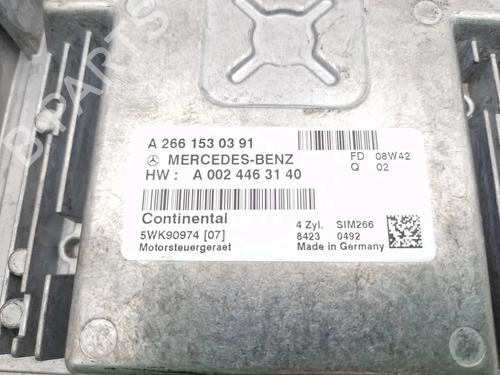 B-PARTS
A 266 153 03 91
MERCEDES-BENZ
FD 08W42
HW : A 002 446 31 40
Q 02
Continental
4 Zyl. SIM266
5WK90974 [07]
8423 0492
Motorsteuergeraet
Made in Germany